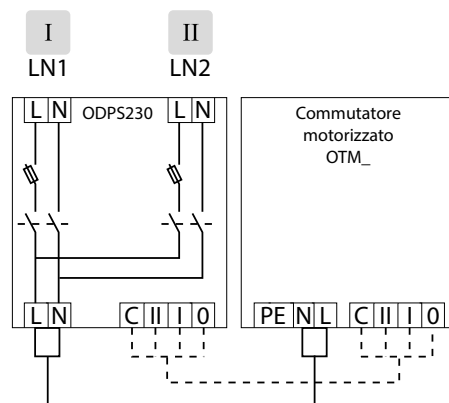 I II
LN1 LN2
L N ODPS230 L N
Commutatore
motorizzato
OTM_
L N C II I 0 PE N L C II I 0